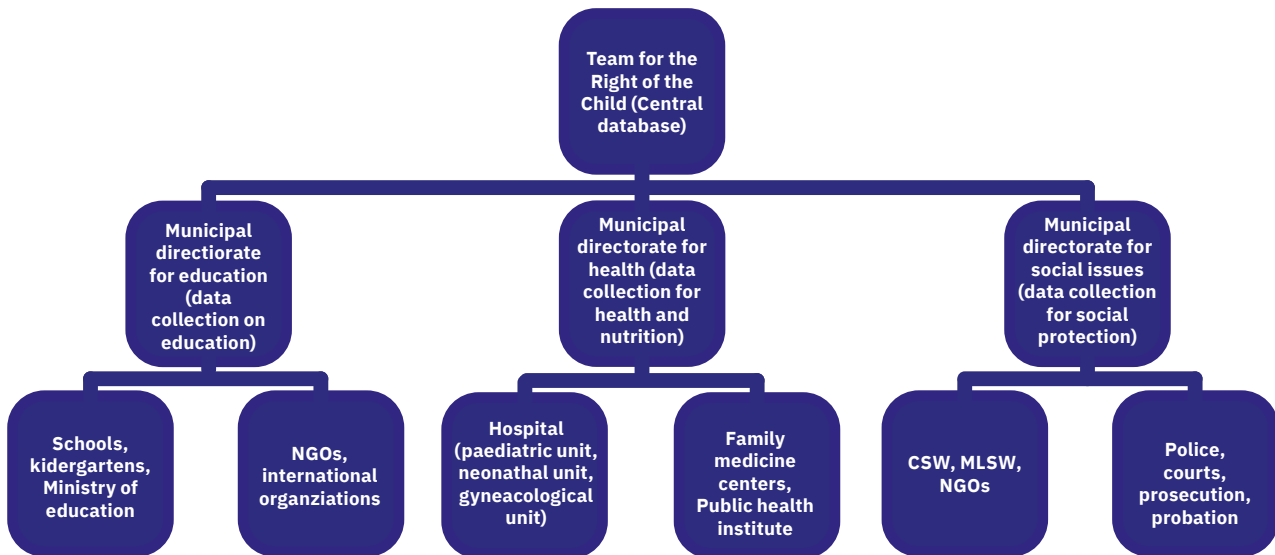 Team for the
Right of the
Child (Central
database)
Municipal
directiorate
for education
(data
collection on
education)
Municipal
directorate for
health (data
collection for
health and
nutrition)
Municipal
directorate for
social issues
(data collection
for social
protection)
Schools,
kidergartens,
Ministry of
education
NGOs,
international
organziations
Hospital
(paediatric unit,
neonathal unit,
gyneacological
unit)
Family
medicine
centers,
Public health
institute
CSW, MLSW,
NGOs
Police,
courts,
prosecution,
probation